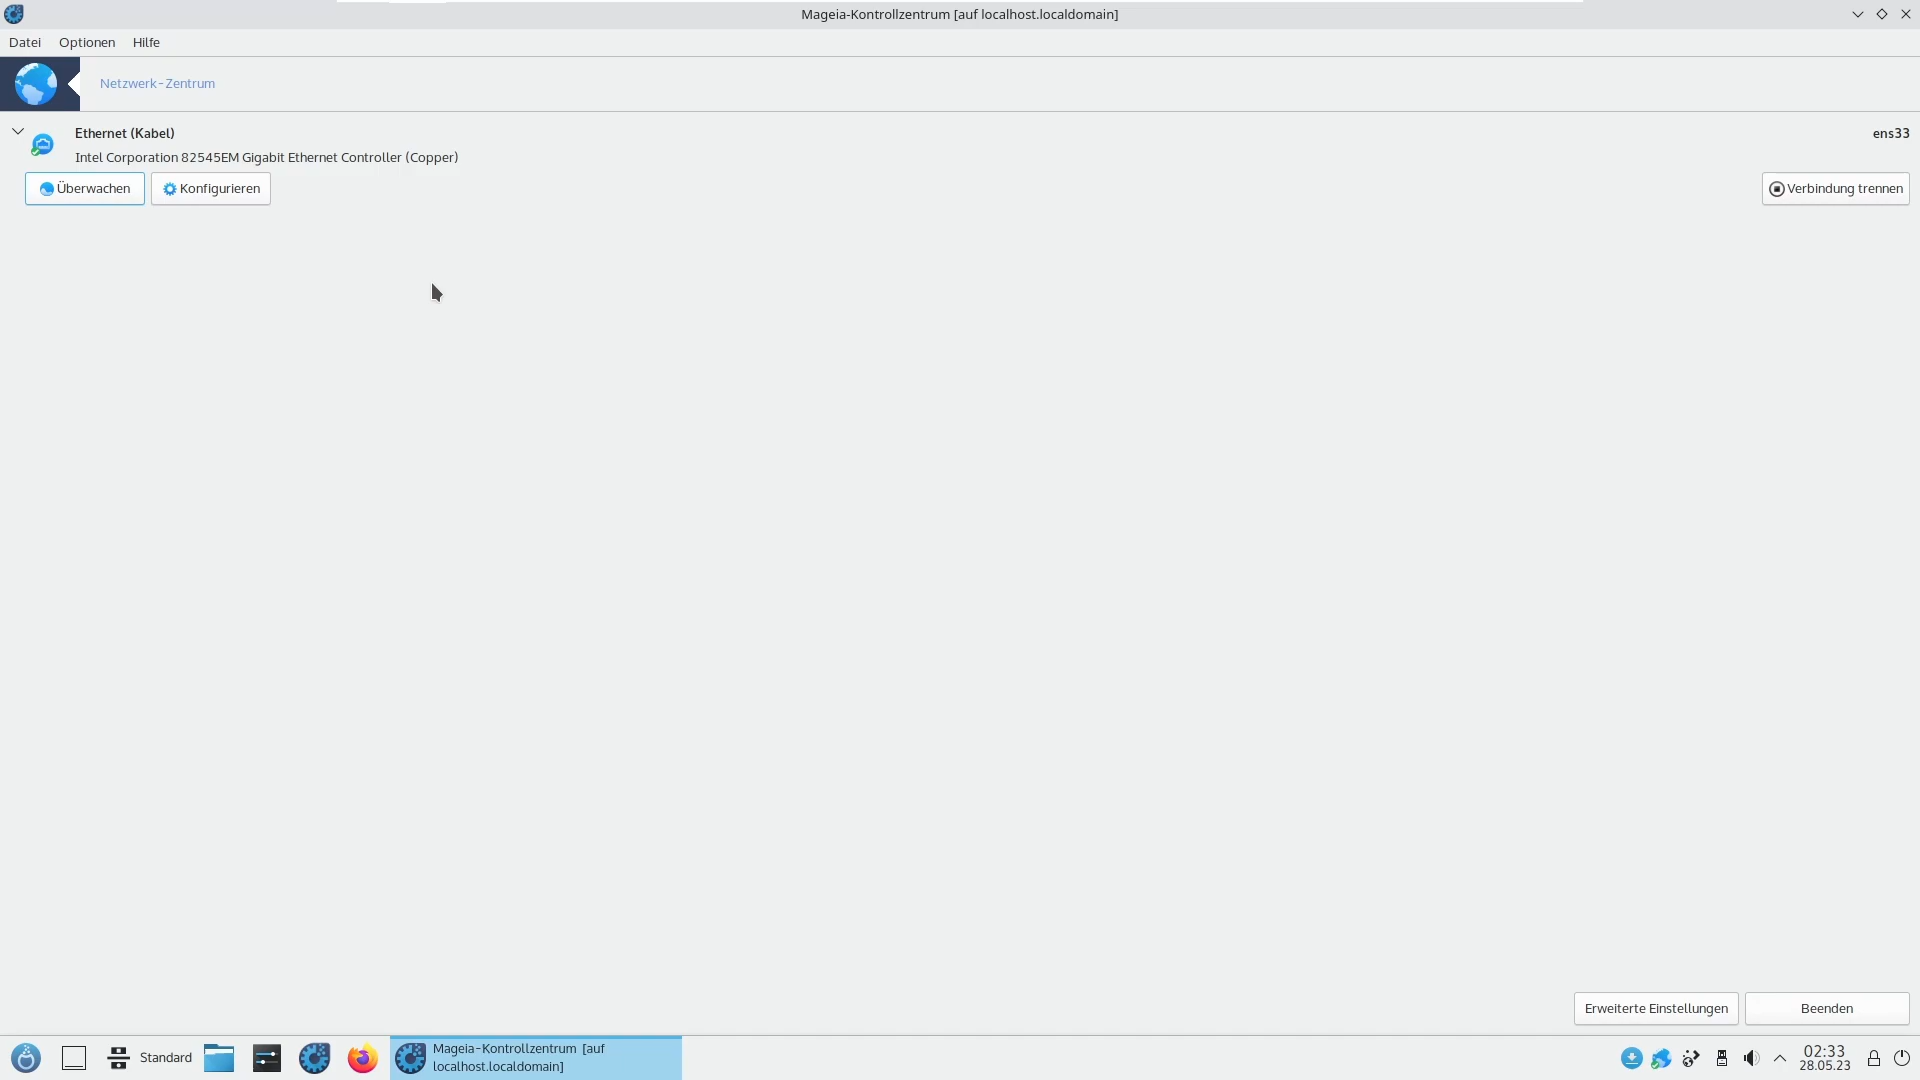 Mageia-Kontrollzentrum [auf localhost.localdomain]
Datei Optionen Hilfe
Netzwerk-Zentrum
Ethernet (Kabel) ens33
Intel Corporation 82545EM Gigabit Ethernet Controller (Copper)
Überwachen Konfigurieren Verbindung trennen
Erweiterte Einstellungen Beenden
Standard
Mageia-Kontrollzentrum [auf
localhost.localdomain]
02:33
28.05.23